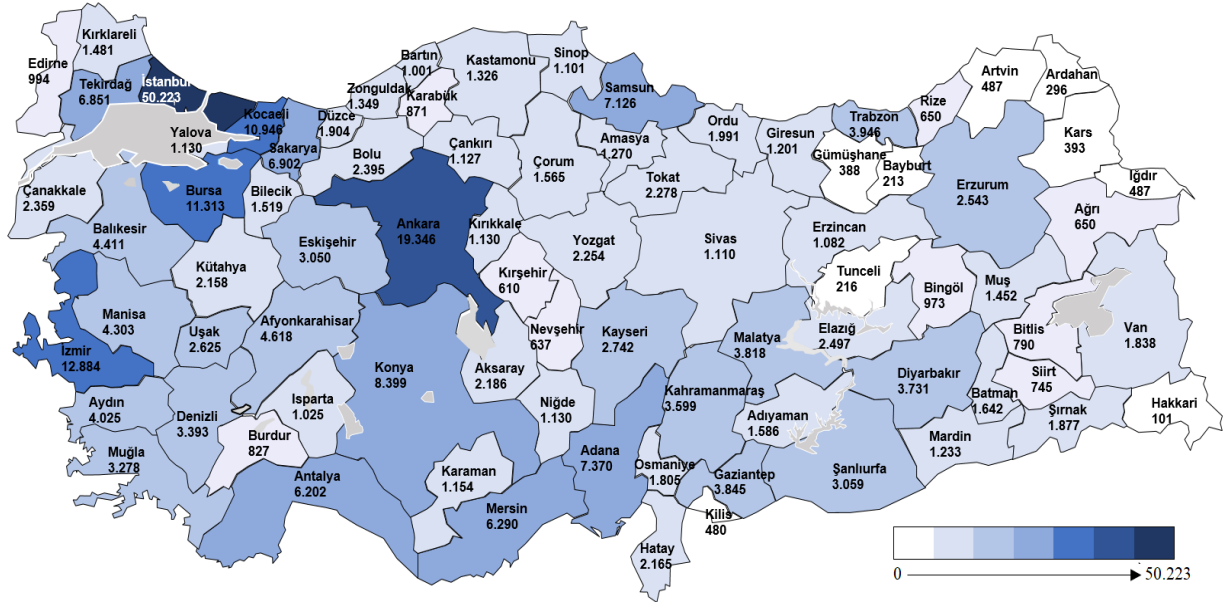 Kırklareli
1.481
Edirne
994
Tekirdağ
6.851
İstanbul
50.223
Kocaeli
10.946
Yalova
1.130
Sakarya
6.902
Düzce
1.904
Zonguldak
1.349
Bartın
1.001
Karabük
871
Kastamonu
1.326
Sinop
1.101
Samsun
7.126
Amasya
1.270
Ordu
1.991
Giresun
1.201
Trabzon
3.946
Rize
650
Artvin
487
Ardahan
296
Kars
393
Iğdır
487
Gümüşhane
388
Bayburt
213
Erzurum
2.543
Ağrı
650
Bolu
2.395
Çankırı
1.127
Çorum
1.565
Tokat
2.278
Çanakkale
2.359
Bursa
11.313
Bilecik
1.519
Balıkesir
4.411
Eskişehir
3.050
Ankara
19.346
Kırıkkale
1.130
Yozgat
2.254
Sivas
1.110
Erzincan
1.082
Tunceli
216
Bingöl
973
Muş
1.452
Kütahya
2.158
Kırşehir
610
Nevşehir
637
Kayseri
2.742
Malatya
3.818
Elazığ
2.497
Bitlis
790
Van
1.838
Manisa
4.303
Uşak
2.625
Afyonkarahisar
4.618
İzmir
12.884
Konya
8.399
Aksaray
2.186
Niğde
1.130
Kahramanmaraş
3.599
Adıyaman
1.586
Diyarbakır
3.731
Batman
1.642
Siirt
745
Şırnak
1.877
Hakkari
101
Mardin
1.233
Aydın
4.025
Denizli
3.393
Isparta
1.025
Burdur
827
Muğla
3.278
Antalya
6.202
Karaman
1.154
Mersin
6.290
Adana
7.370
Osmaniye
1.805
Gaziantep
3.845
Şanlıurfa
3.059
Kilis
480
Hatay
2.165
0 50.223